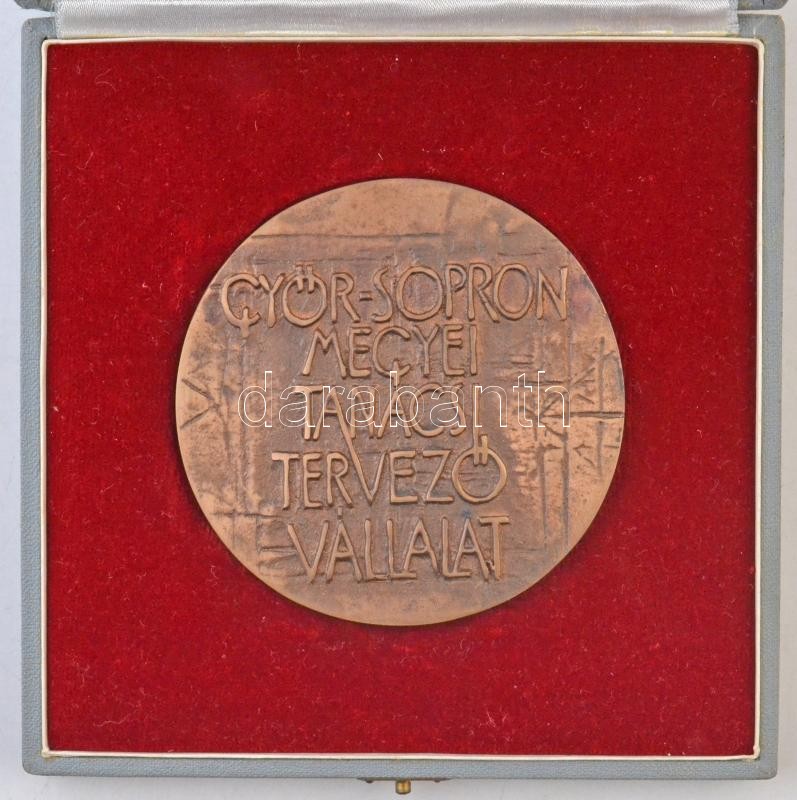 GYŐR-SOPRON
MEGYEI
TANÁCSI
TERVEZŐ
VÁLLALAT
darabanth